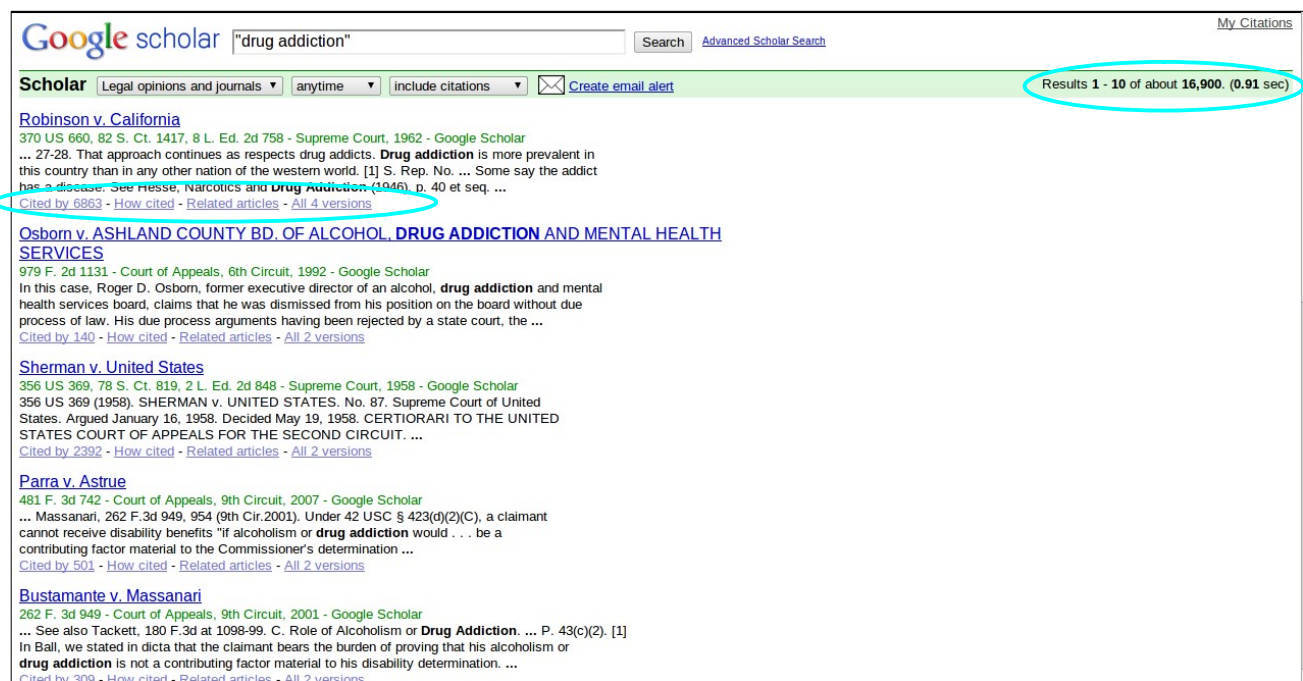 My Citations
Google scholar "drug addiction" Search Advanced Scholar Search
Scholar Legal opinions and journals anytime include citations Create email alert Results 1 - 10 of about 16,900. (0.91 sec)
Robinson v. California
370 US 660, 82 S. Ct. 1417, 8 L. Ed. 2d 758 - Supreme Court, 1962 - Google Scholar
... 27-28. That approach continues as respects drug addicts. Drug addiction is more prevalent in
this country than in any other nation of the western world. [1] S. Rep. No. ... Some say the addict
has a disease. See Hesse, Narcotics and Drug Addiction (1946), p. 40 et seq. ...
Cited by 6863 - How cited - Related articles - All 4 versions
Osborn v. ASHLAND COUNTY BD. OF ALCOHOL, DRUG ADDICTION AND MENTAL HEALTH
SERVICES
979 F. 2d 1131 - Court of Appeals, 6th Circuit, 1992 - Google Scholar
In this case, Roger D. Osborn, former executive director of an alcohol, drug addiction and mental
health services board, claims that he was dismissed from his position on the board without due
process of law. His due process arguments having been rejected by a state court, the ...
Cited by 140 - How cited - Related articles - All 2 versions
Sherman v. United States
356 US 369, 78 S. Ct. 819, 2 L. Ed. 2d 848 - Supreme Court, 1958 - Google Scholar
356 US 369 (1958). SHERMAN v. UNITED STATES. No. 87. Supreme Court of United
States. Argued January 16, 1958. Decided May 19, 1958. CERTIORARI TO THE UNITED
STATES COURT OF APPEALS FOR THE SECOND CIRCUIT. ...
Cited by 2392 - How cited - Related articles - All 2 versions
Parra v. Astrue
481 F. 3d 742 - Court of Appeals, 9th Circuit, 2007 - Google Scholar
... Massanari, 262 F.3d 949, 954 (9th Cir.2001). Under 42 USC § 423(d)(2)(C), a claimant
cannot receive disability benefits "if alcoholism or drug addiction would . . . be a
contributing factor material to the Commissioner's determination ...
Cited by 501 - How cited - Related articles - All 2 versions
Bustamante v. Massanari
262 F. 3d 949 - Court of Appeals, 9th Circuit, 2001 - Google Scholar
... See also Tackett, 180 F.3d at 1098-99. C. Role of Alcoholism or Drug Addiction. ... P. 43(c)(2). [1]
In Ball, we stated in dicta that the claimant bears the burden of proving that his alcoholism or
drug addiction is not a contributing factor material to his disability determination. ...
Cited by 309 - How cited - Related articles - All 2 versions